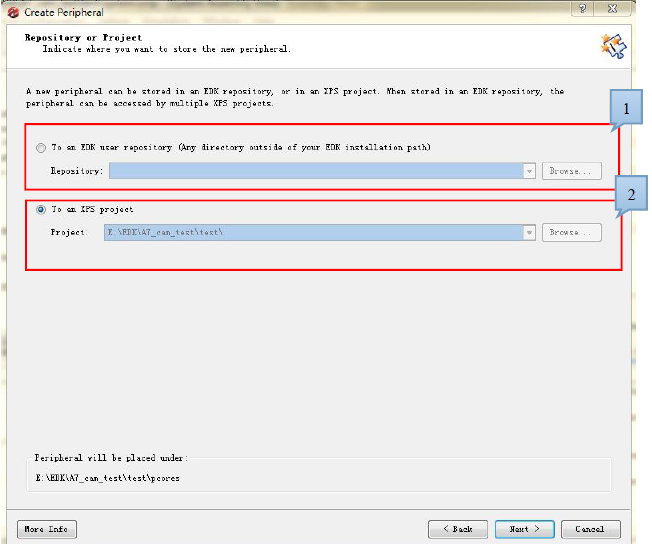 Create Peripheral
Repository or Project
Indicate where you want to store the new peripheral.
A new peripheral can be stored in an EDK repository, or in an XPS project. When stored in an EDK repository, the
peripheral can be accessed by multiple XPS projects.
1
To an EDK user repository (Any directory outside of your EDK installation path)
Repository:
Browse...
2
To an XPS project
Project:
E:\EDK\A7_cam_test\test\
Browse...
Peripheral will be placed under:
E:\EDK\A7_cam_test\test\pcores
More Info
< Back
Next >
Cancel